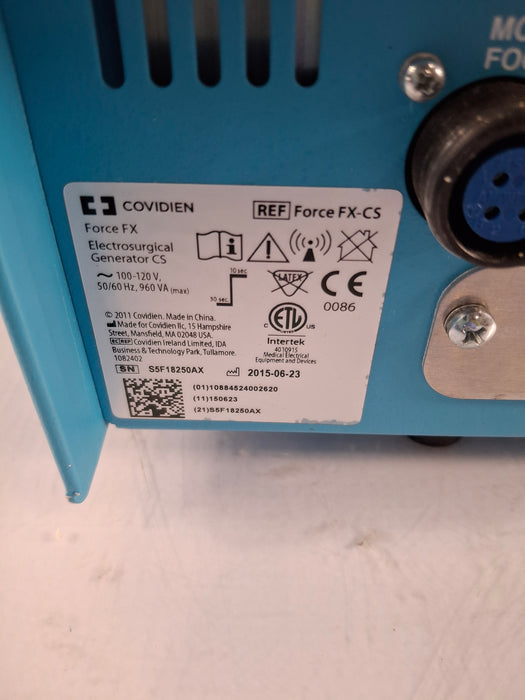 MO
FOO
COVIDIEN
REF Force FX-CS
Force FX
Electrosurgical
Generator CS
~ 100-120 V,
50/60 Hz, 960 VA (max)
10 sec
30 sec
LATEX
CE
0086
© 2011 Covidien. Made in China.
Made for Covidien llc, 15 Hampshire
Street, Mansfield, MA 02048 USA.
EC REP Covidien Ireland Limited, IDA
Business & Technology Park, Tullamore.
1082402
C ETL US
Intertek
4010915
Medical Electrical
Equipment and Devices
SN S5F18250AX 2015-06-23
(01)10884524002620
(11)150623
(21)S5F18250AX